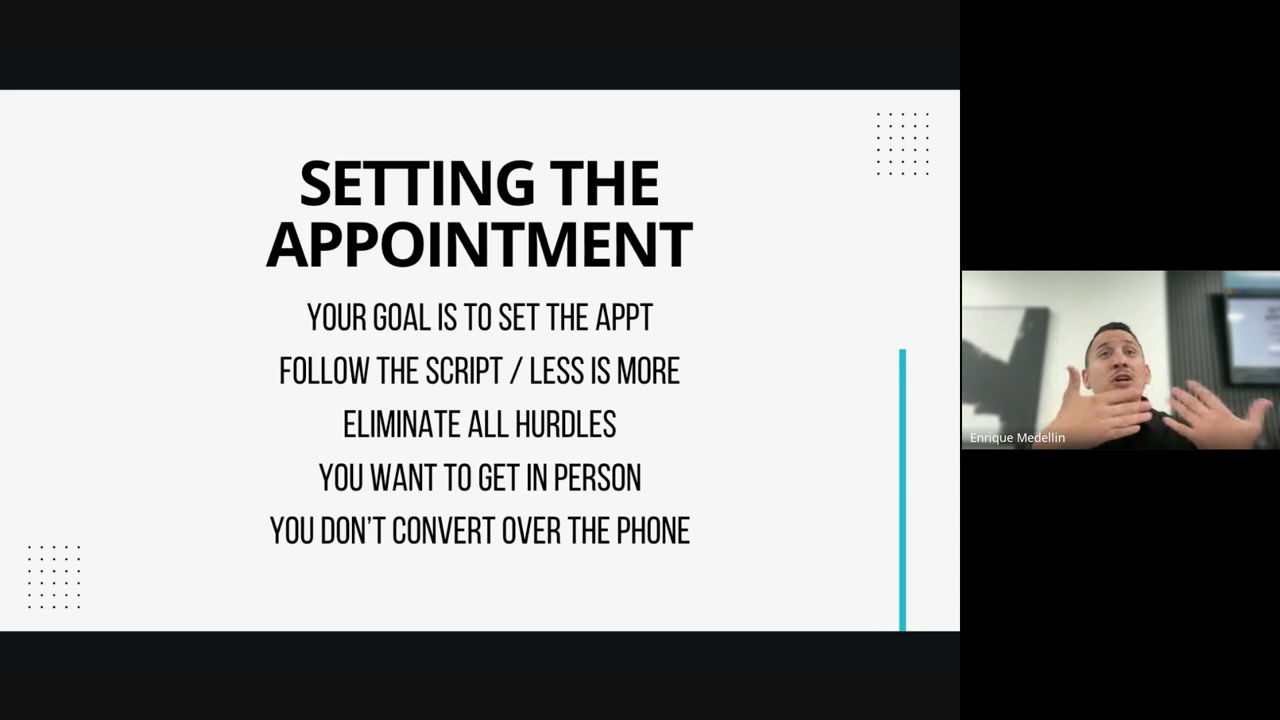 SETTING THE
APPOINTMENT
YOUR GOAL IS TO SET THE APPT
FOLLOW THE SCRIPT / LESS IS MORE
ELIMINATE ALL HURDLES
YOU WANT TO GET IN PERSON
YOU DON'T CONVERT OVER THE PHONE
Enrique Medellin